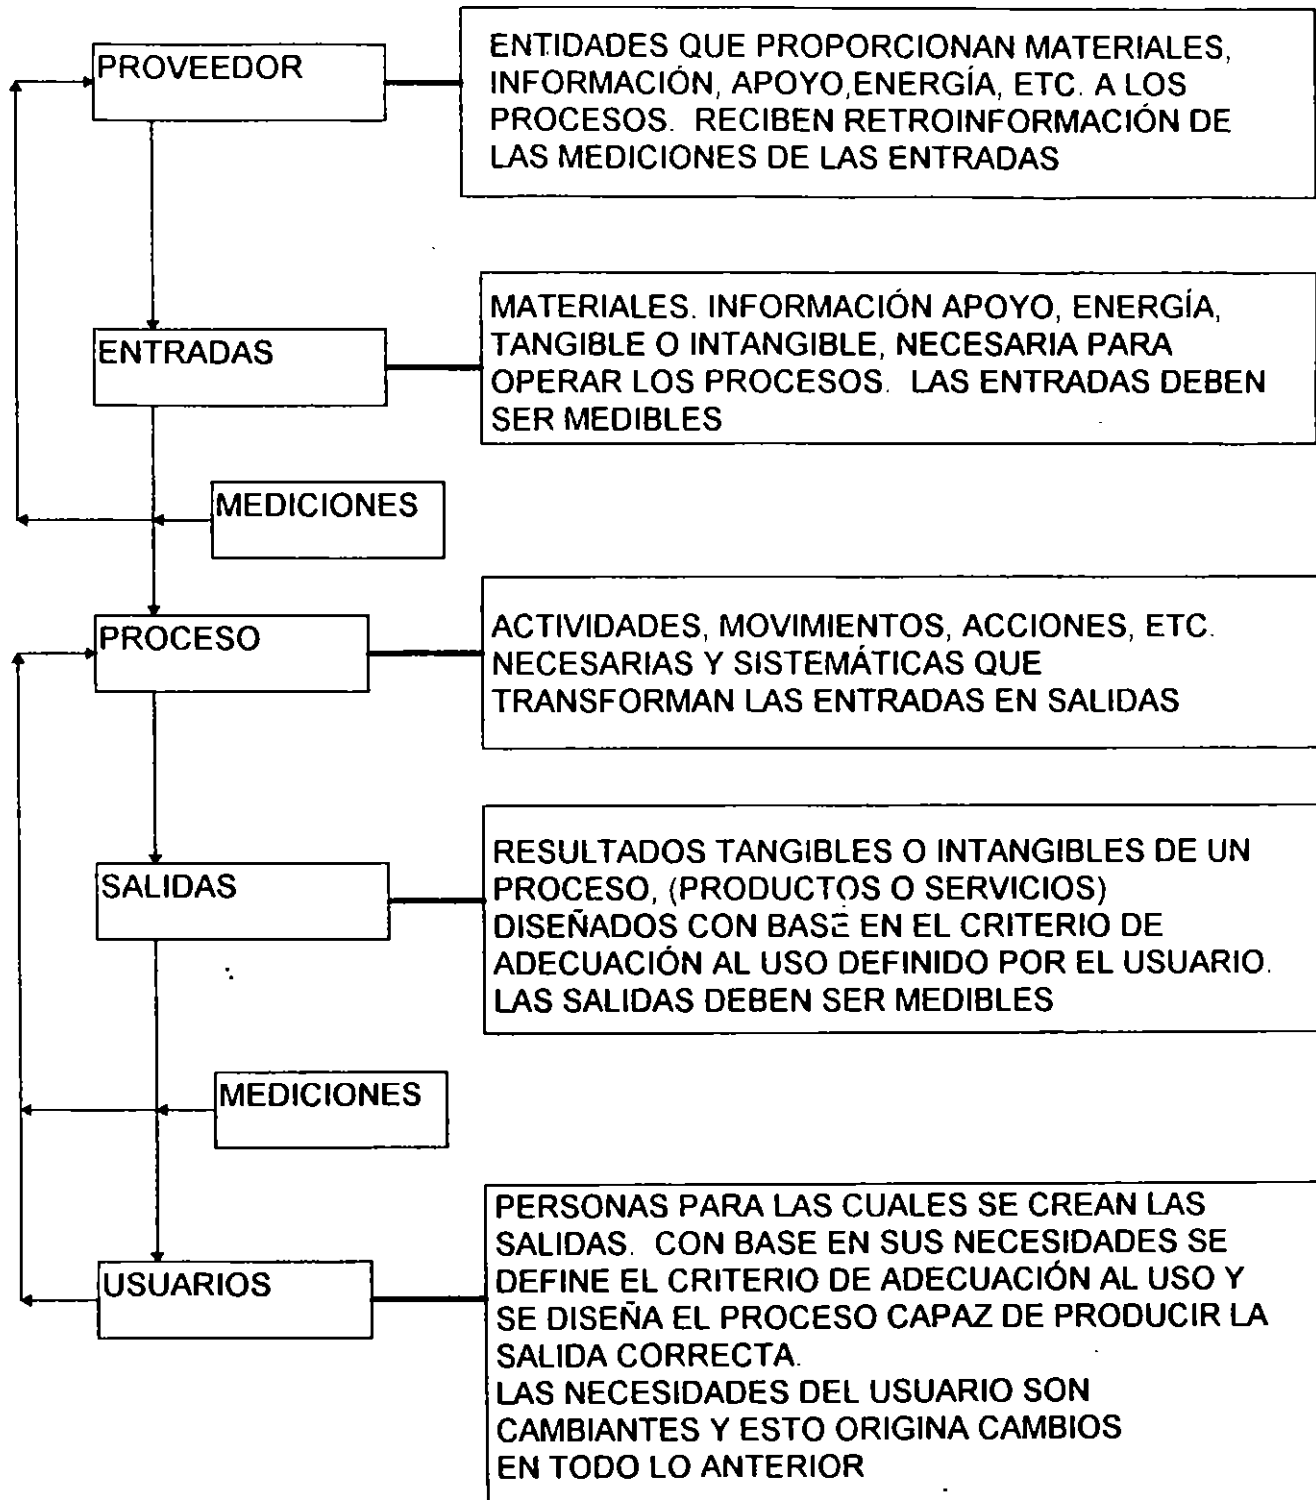 PROVEEDOR
ENTIDADES QUE PROPORCIONAN MATERIALES,
INFORMACIÓN, APOYO,ENERGÍA, ETC. A LOS
PROCESOS. RECIBEN RETROINFORMACIÓN DE
LAS MEDICIONES DE LAS ENTRADAS
ENTRADAS
MATERIALES. INFORMACIÓN APOYO, ENERGÍA,
TANGIBLE O INTANGIBLE, NECESARIA PARA
OPERAR LOS PROCESOS. LAS ENTRADAS DEBEN
SER MEDIBLES
MEDICIONES
PROCESO
ACTIVIDADES, MOVIMIENTOS, ACCIONES, ETC.
NECESARIAS Y SISTEMÁTICAS QUE
TRANSFORMAN LAS ENTRADAS EN SALIDAS
SALIDAS
RESULTADOS TANGIBLES O INTANGIBLES DE UN
PROCESO, (PRODUCTOS O SERVICIOS)
DISEÑADOS CON BASE EN EL CRITERIO DE
ADECUACIÓN AL USO DEFINIDO POR EL USUARIO.
LAS SALIDAS DEBEN SER MEDIBLES
MEDICIONES
USUARIOS
PERSONAS PARA LAS CUALES SE CREAN LAS
SALIDAS. CON BASE EN SUS NECESIDADES SE
DEFINE EL CRITERIO DE ADECUACIÓN AL USO Y
SE DISEÑA EL PROCESO CAPAZ DE PRODUCIR LA
SALIDA CORRECTA.
LAS NECESIDADES DEL USUARIO SON
CAMBIANTES Y ESTO ORIGINA CAMBIOS
EN TODO LO ANTERIOR